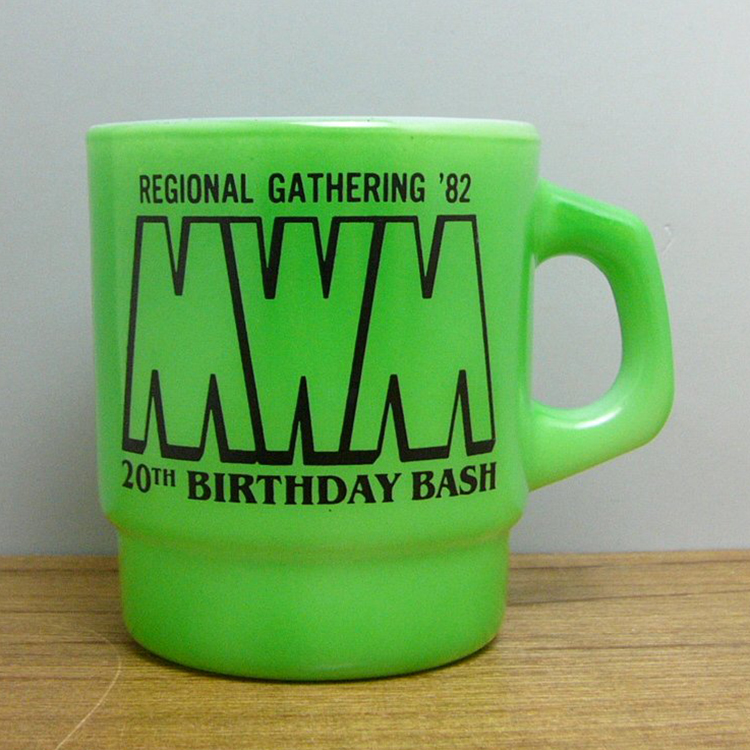 REGIONAL GATHERING '82
MWM
20TH BIRTHDAY BASH